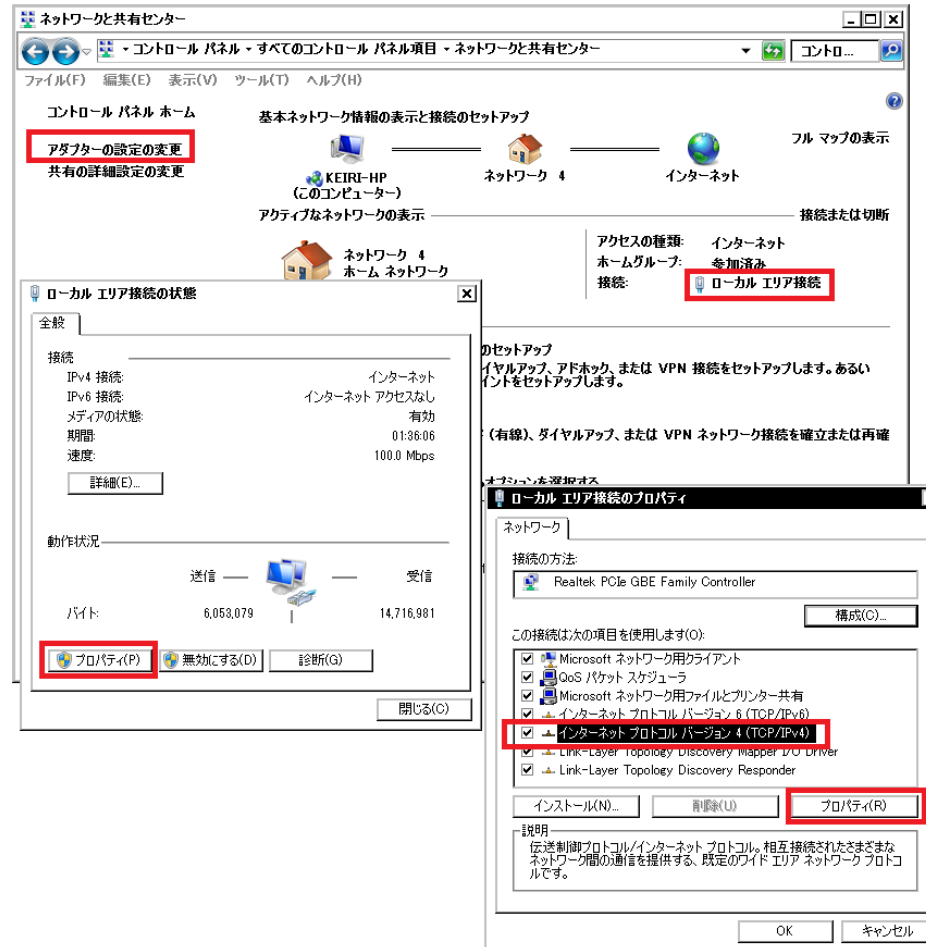 ネットワークと共有センター
コントロール パネル すべてのコントロール パネル項目 ネットワークと共有センター
コントロ...
ファイル(F) 編集(E) 表示(V) ツール(T) ヘルプ(H)
コントロール パネル ホーム
アダプターの設定の変更
共有の詳細設定の変更
基本ネットワーク情報の表示と接続のセットアップ
フル マップの表示
KEIRI-HP
(このコンピューター)
ネットワーク 4
インターネット
アクティブなネットワークの表示
接続または切断
ネットワーク 4
ホーム ネットワーク
アクセスの種類: インターネット
ホームグループ: 参加済み
接続: ローカル エリア接続
のセットアップ
イヤルアップ、アドホック、または VPN 接続をセットアップします。あるい
イントをセットアップします。
(有線)、ダイヤルアップ、または VPN ネットワーク接続を確立または再確
オプションを選択する
ローカル エリア接続の状態
全般
接続
IPv4 接続: インターネット
IPv6 接続: インターネット アクセスなし
メディアの状態: 有効
期間: 01:36:06
速度: 100.0 Mbps
詳細(E)...
動作状況
送信 受信
バイト: 6,053,079 14,716,981
プロパティ(P) 無効にする(D) 診断(G)
閉じる(C)
ローカル エリア接続のプロパティ
ネットワーク
接続の方法:
Realtek PCIe GBE Family Controller
構成(C)...
この接続は次の項目を使用します(O):
Microsoft ネットワーク用クライアント
QoS パケット スケジューラ
Microsoft ネットワーク用ファイルとプリンター共有
インターネット プロトコル バージョン 6 (TCP/IPv6)
インターネット プロトコル バージョン 4 (TCP/IPv4)
Link-Layer Topology Discovery Mapper I/O Driver
Link-Layer Topology Discovery Responder
インストール(N)... 削除(U) プロパティ(R)
説明
伝送制御プロトコル/インターネット プロトコル。相互接続されたさまざまな
ネットワーク間の通信を提供する、既定のワイド エリア ネットワーク プロトコ
ルです。
OK キャンセル